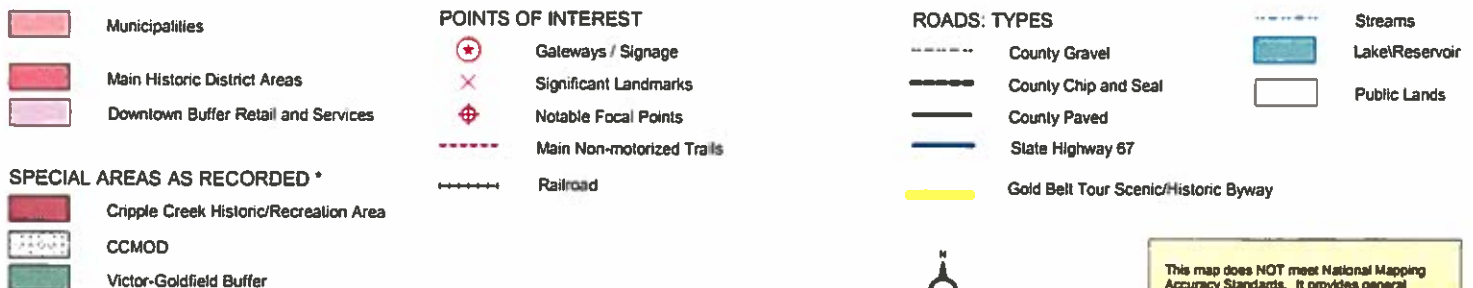 Municipalities
Main Historic District Areas
Downtown Buffer Retail and Services
SPECIAL AREAS AS RECORDED *
Cripple Creek Historic/Recreation Area
CCMOD
Victor-Goldfield Buffer
POINTS OF INTEREST
Gateways / Signage
Significant Landmarks
Notable Focal Points
Main Non-motorized Trails
Railroad
ROADS: TYPES
County Gravel
County Chip and Seal
County Paved
State Highway 67
Gold Belt Tour Scenic/Historic Byway
Streams
Lake\Reservoir
Public Lands
N
This map does NOT meet National Mapping
Accuracy Standards. It provides general